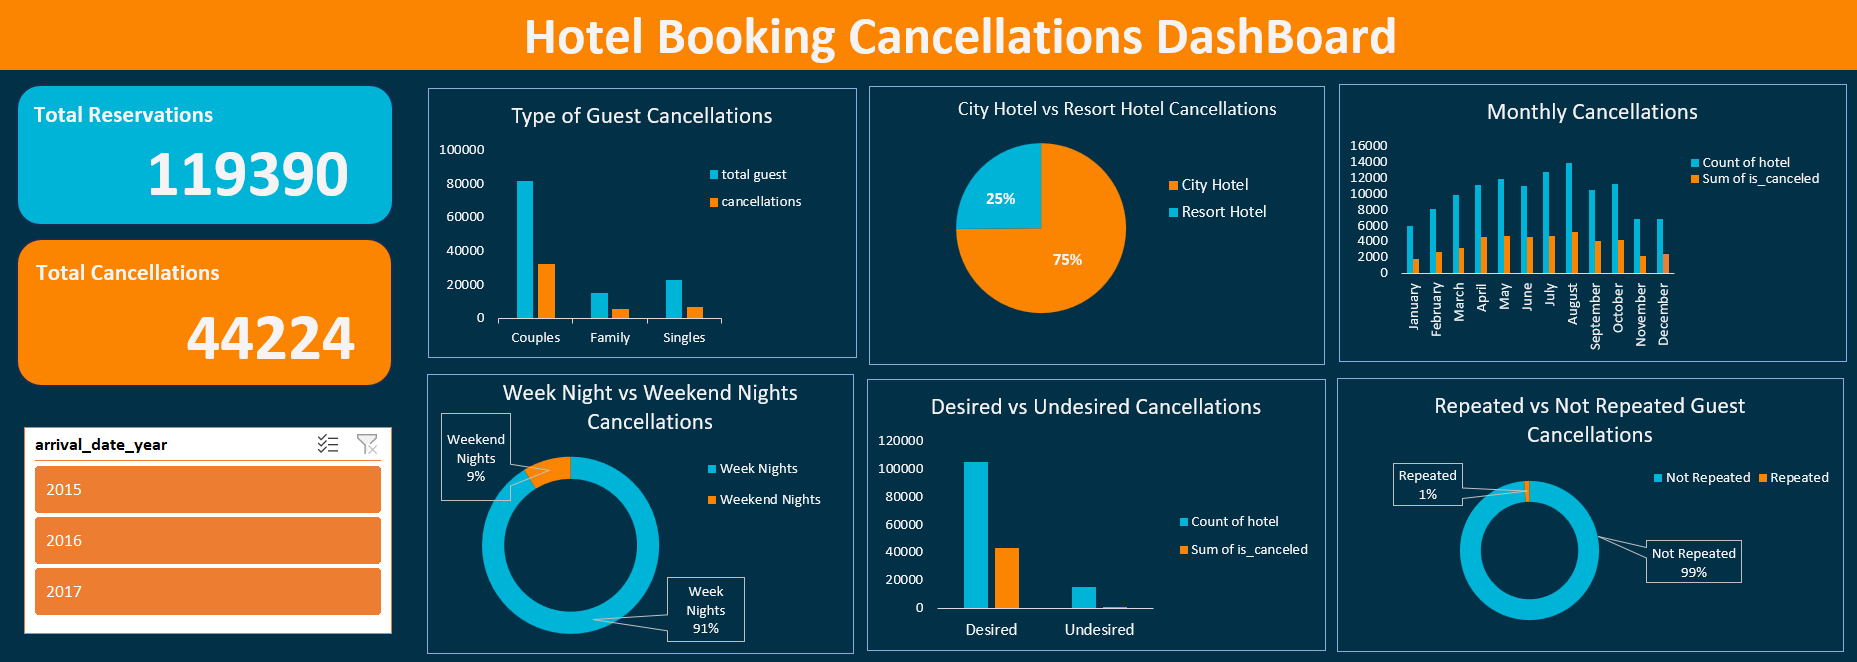 Hotel Booking Cancellations DashBoard
Total Reservations
119390
Total Cancellations
44224
arrival_date_year
2015
2016
2017
Type of Guest Cancellations
100000
80000
60000
40000
20000
0
Couples
Family
Singles
total guest
cancellations
City Hotel vs Resort Hotel Cancellations
25%
75%
City Hotel
Resort Hotel
Monthly Cancellations
16000
14000
12000
10000
8000
6000
4000
2000
0
January
February
March
April
May
June
July
August
September
October
November
December
Count of hotel
Sum of is_canceled
Week Night vs Weekend Nights
Cancellations
Weekend
Nights
9%
Week
Nights
91%
Week Nights
Weekend Nights
Desired vs Undesired Cancellations
120000
100000
80000
60000
40000
20000
0
Desired
Undesired
Count of hotel
Sum of is_canceled
Repeated vs Not Repeated Guest
Cancellations
Repeated
1%
Not Repeated
99%
Not Repeated
Repeated